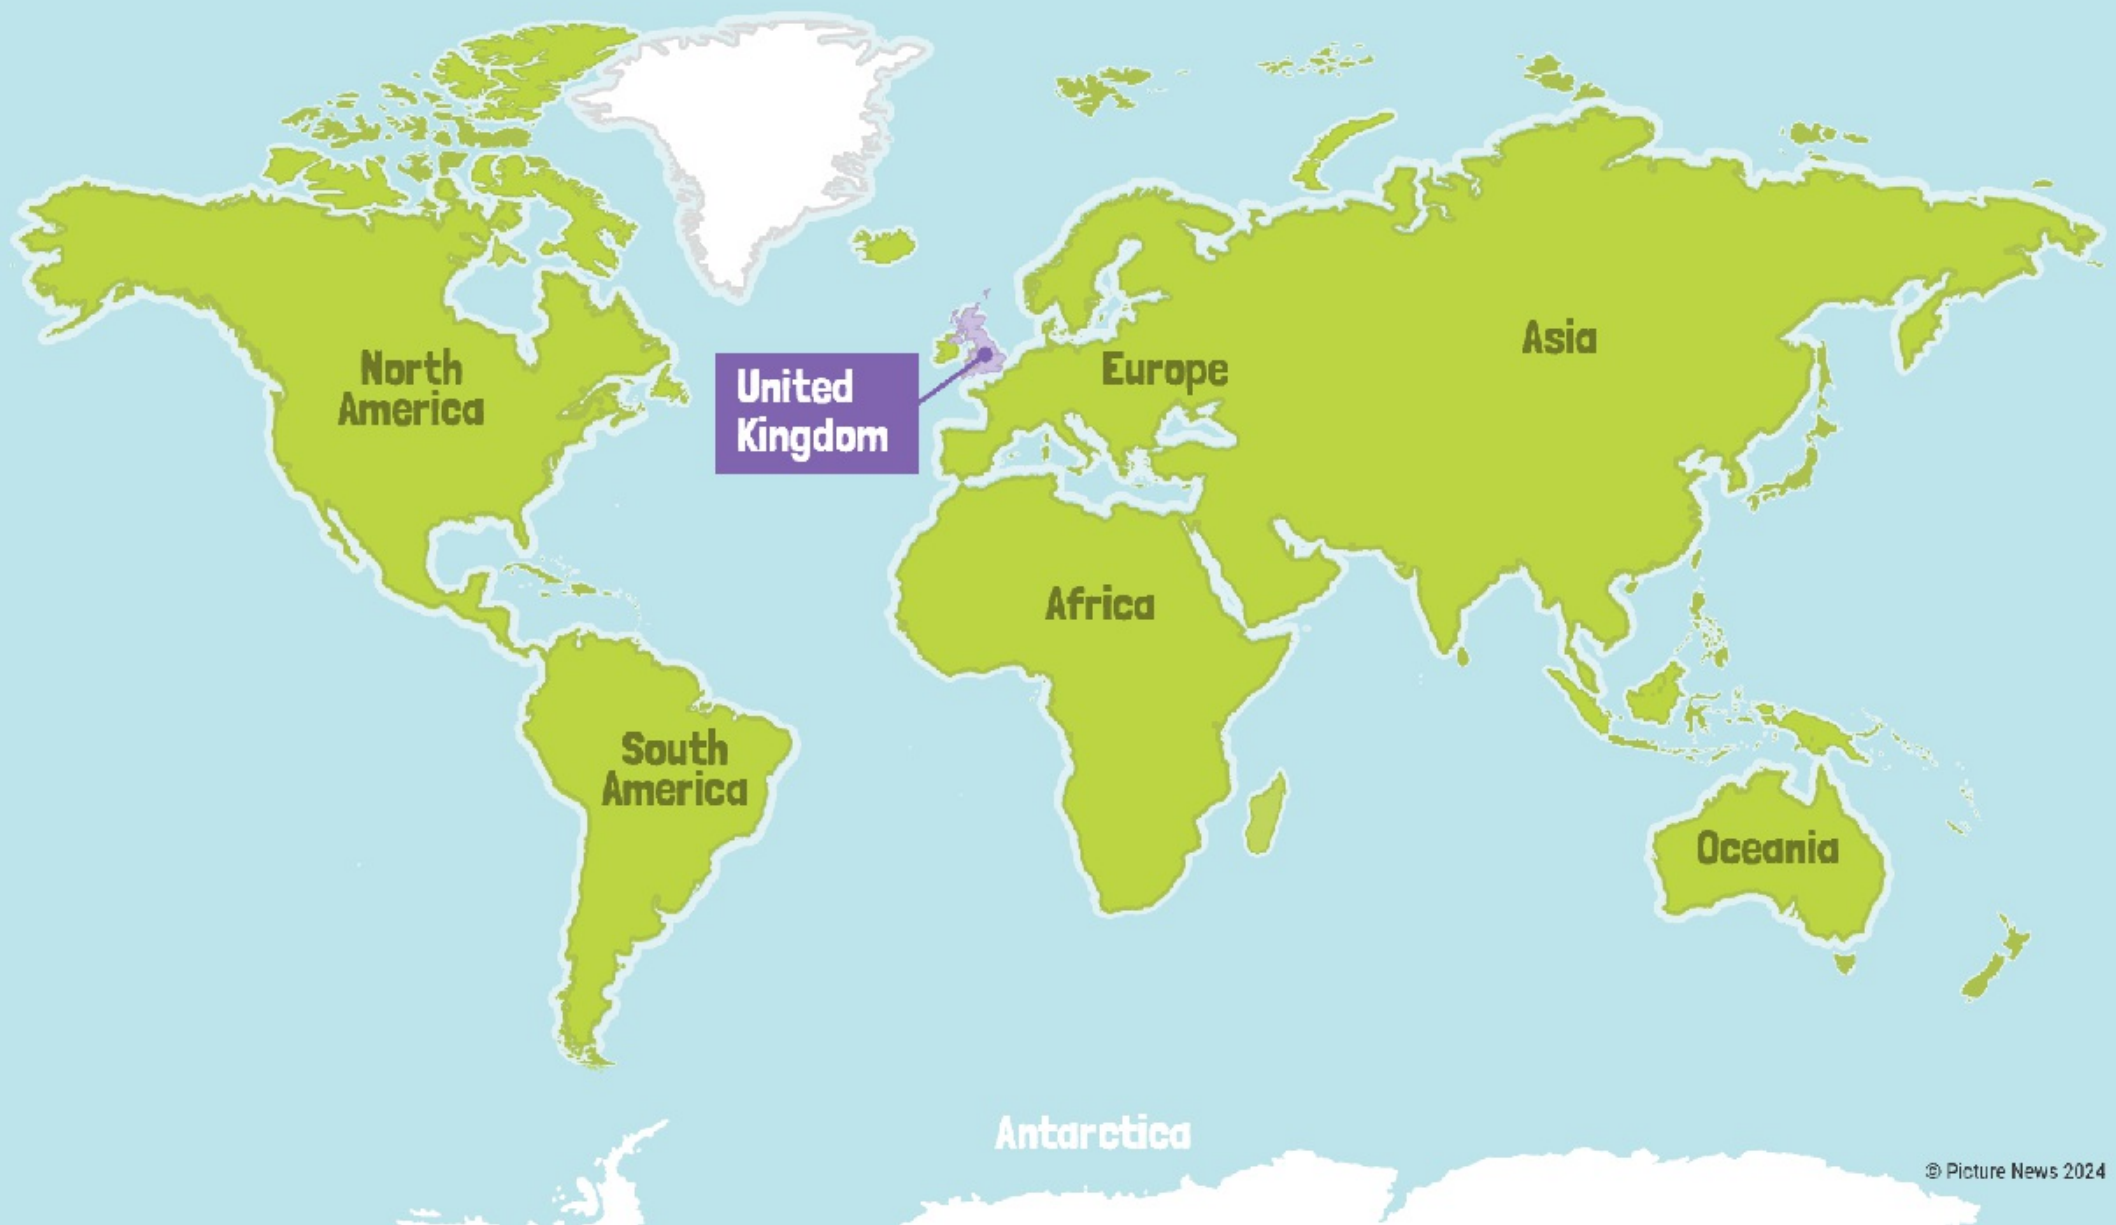 North
America
United
Kingdom
Europe
Asia
Africa
South
America
Oceania
Antarctica
© Picture News 2024